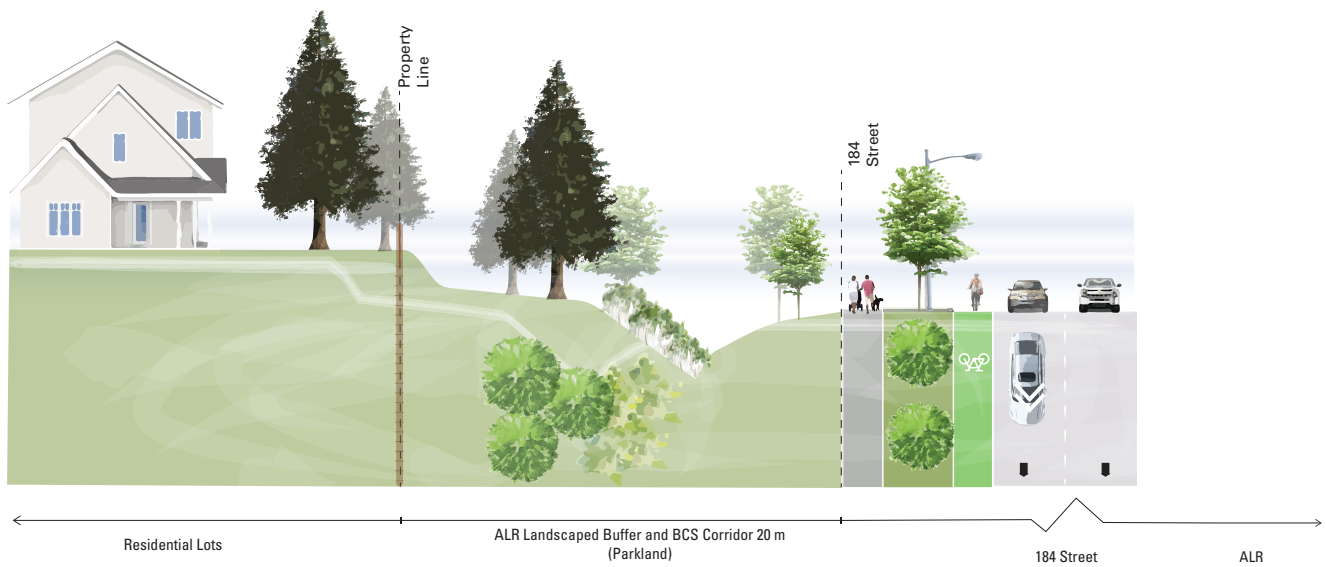 Property
Line
184
Street
Residential Lots
ALR Landscaped Buffer and BCS Corridor 20 m
(Parkland)
184 Street
ALR